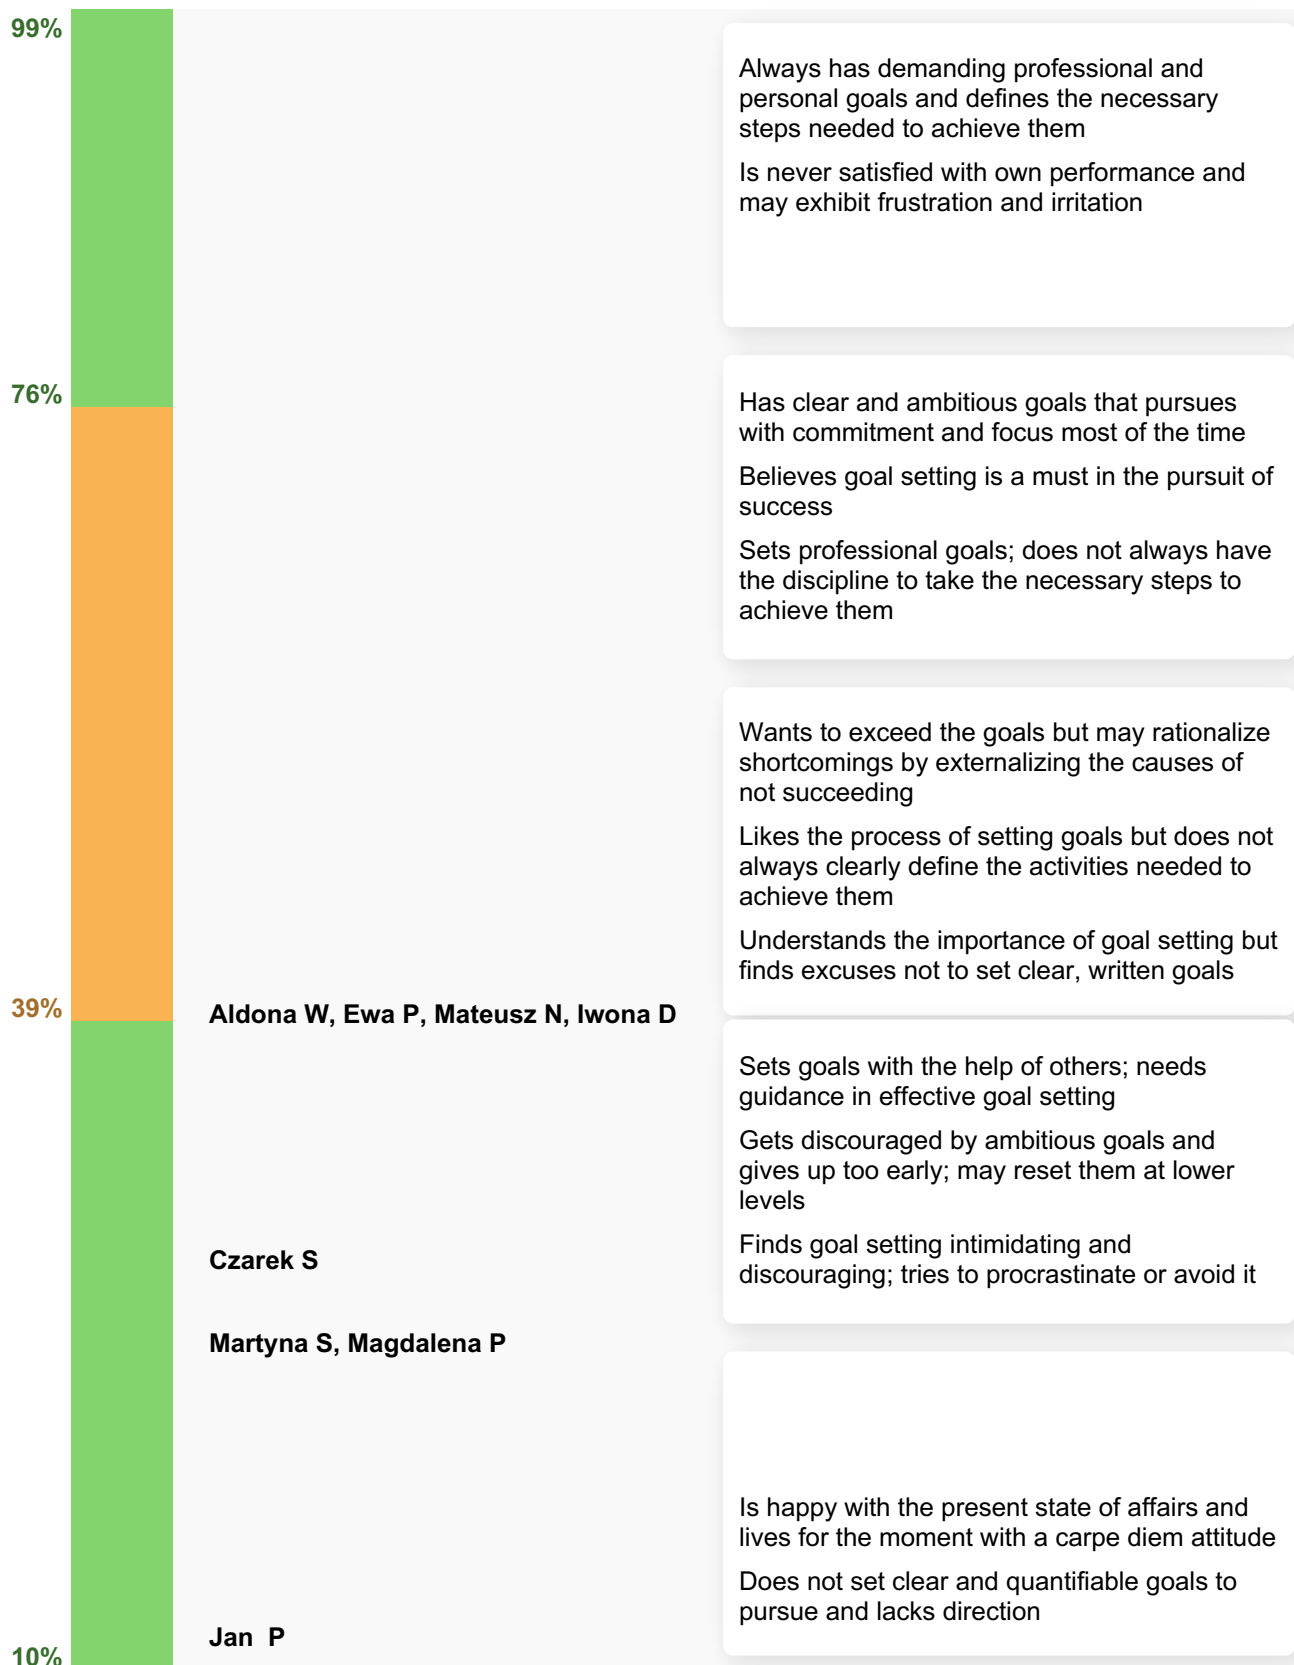 99%
Always has demanding professional and
personal goals and defines the necessary
steps needed to achieve them
Is never satisfied with own performance and
may exhibit frustration and irritation
76%
Has clear and ambitious goals that pursues
with commitment and focus most of the time
Believes goal setting is a must in the pursuit of
success
Sets professional goals; does not always have
the discipline to take the necessary steps to
achieve them
Wants to exceed the goals but may rationalize
shortcomings by externalizing the causes of
not succeeding
Likes the process of setting goals but does not
always clearly define the activities needed to
achieve them
Understands the importance of goal setting but
finds excuses not to set clear, written goals
39%
Aldona W, Ewa P, Mateusz N, Iwona D
Sets goals with the help of others; needs
guidance in effective goal setting
Gets discouraged by ambitious goals and
gives up too early; may reset them at lower
levels
Finds goal setting intimidating and
discouraging; tries to procrastinate or avoid it
Czarek S
Martyna S, Magdalena P
Is happy with the present state of affairs and
lives for the moment with a carpe diem attitude
Does not set clear and quantifiable goals to
pursue and lacks direction
Jan  P
10%